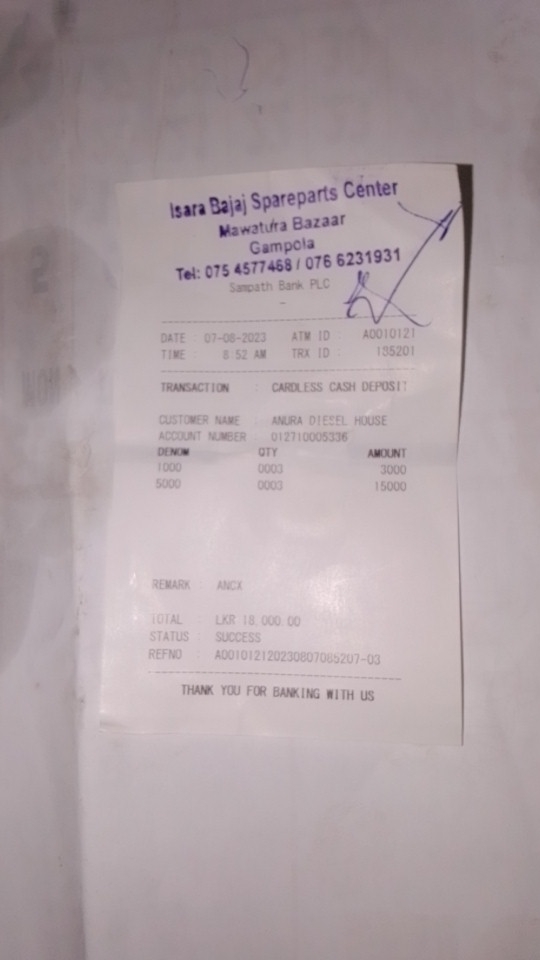 Isara Bajaj Spareparts Center
Mawatura Bazaar
Gampola
Tel: 075 4577468 / 076 6231931
Sampath Bank PLC
DATE 07-08-2023 ATM ID : A0010121
TIME : 8 52 AM TRX ID : 135201
TRANSACTION : CARDLESS CASH DEPOSIT
CUSTOMER NAME : ANURA DIESEL HOUSE
ACCOUNT NUMBER : 012710005336
DENOM QTY AMOUNT
1000 0003 3000
5000 0003 15000
REMARK : ANCX
TOTAL : LKR 18,000.00
STATUS : SUCCESS
REFNO : A001012120230807085207-03
THANK YOU FOR BANKING WITH US